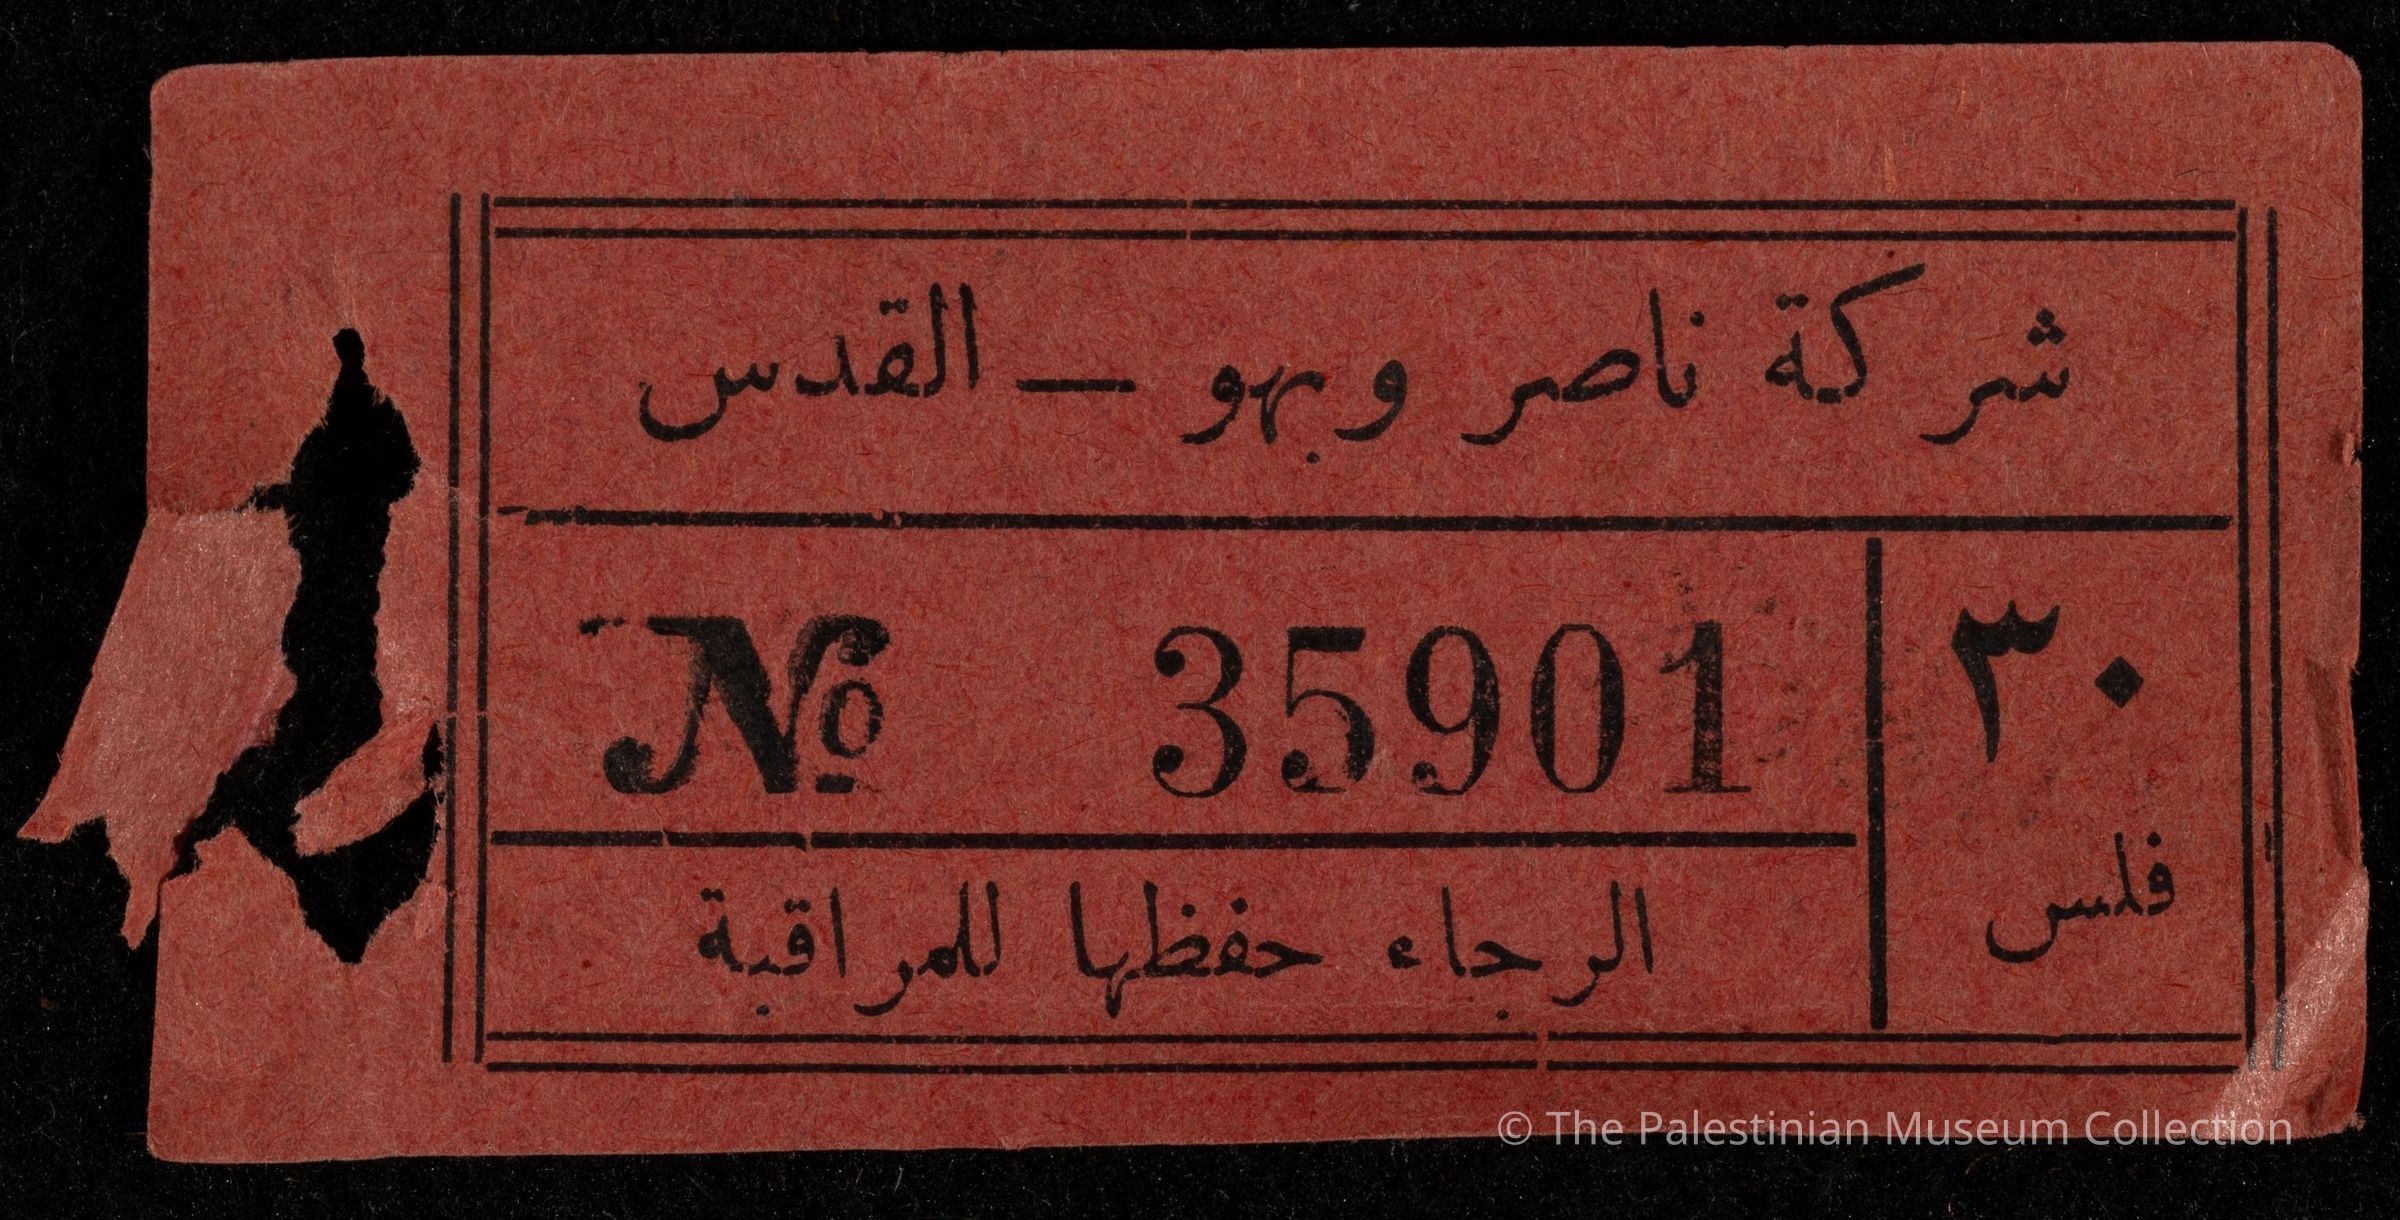 شركة ناصر وبهو — القدس
№ 35901
٣٠
فلس
الرجاء حفظها للمراقبة
© The Palestinian Museum Collection